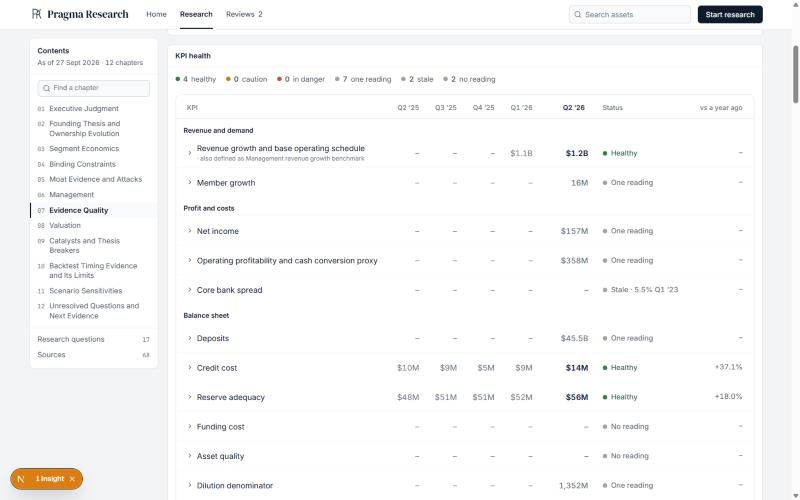 Pragma Research
Home Research Reviews 2
Search assets
Start research
Contents
As of 27 Sept 2026 · 12 chapters
Find a chapter
01 Executive Judgment
02 Founding Thesis and
Ownership Evolution
03 Segment Economics
04 Binding Constraints
05 Moat Evidence and Attacks
06 Management
07 Evidence Quality
08 Valuation
09 Catalysts and Thesis
Breakers
10 Backtest Timing Evidence
and Its Limits
11 Scenario Sensitivities
12 Unresolved Questions and
Next Evidence
Research questions 17
Sources 68
KPI health
4 healthy 0 caution 0 in danger 7 one reading 2 stale 2 no reading
KPI Q2 '25 Q3 '25 Q4 '25 Q1 '26 Q2 '26 Status vs a year ago
Revenue and demand
Revenue growth and base operating schedule – – – $1.1B $1.2B Healthy –
· also defined as Management revenue growth benchmark
Member growth – – – – 16M One reading –
Profit and costs
Net income – – – – $157M One reading –
Operating profitability and cash conversion proxy – – – – $358M One reading –
Core bank spread – – – – – Stale · 5.5% Q1 '23 –
Balance sheet
Deposits – – – – $45.5B One reading –
Credit cost $10M $9M $5M $9M $14M Healthy +37.1%
Reserve adequacy $48M $51M $51M $52M $56M Healthy +18.0%
Funding cost – – – – – No reading –
Asset quality – – – – – No reading –
Dilution denominator – – – – 1,352M One reading –
N 1 Insight ×